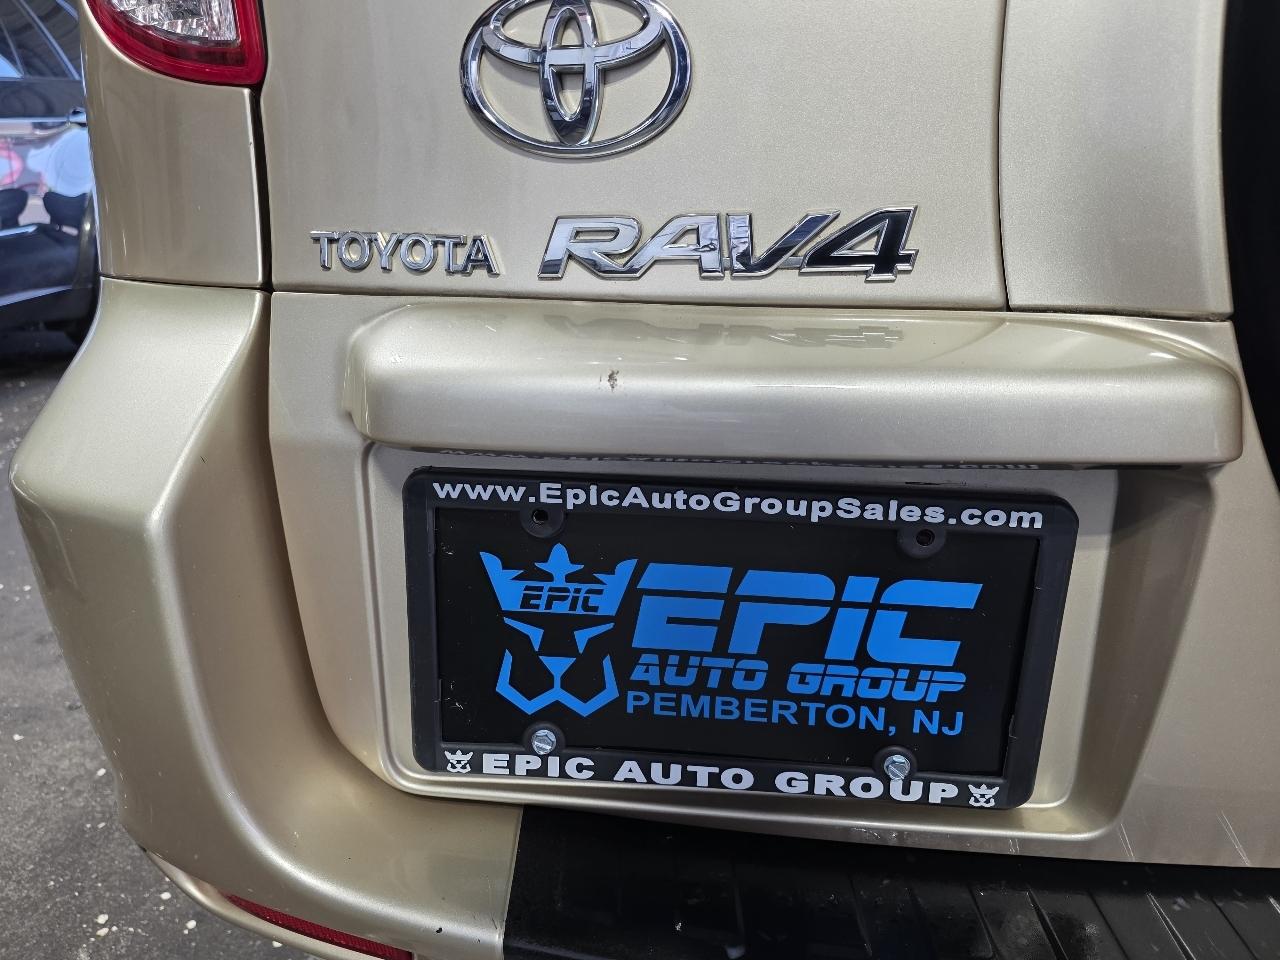 TOYOTA RAV4
www.EpicAutoGroupSales.com
EPIC
EPIC
AUTO GROUP
PEMBERTON, NJ
EPIC AUTO GROUP